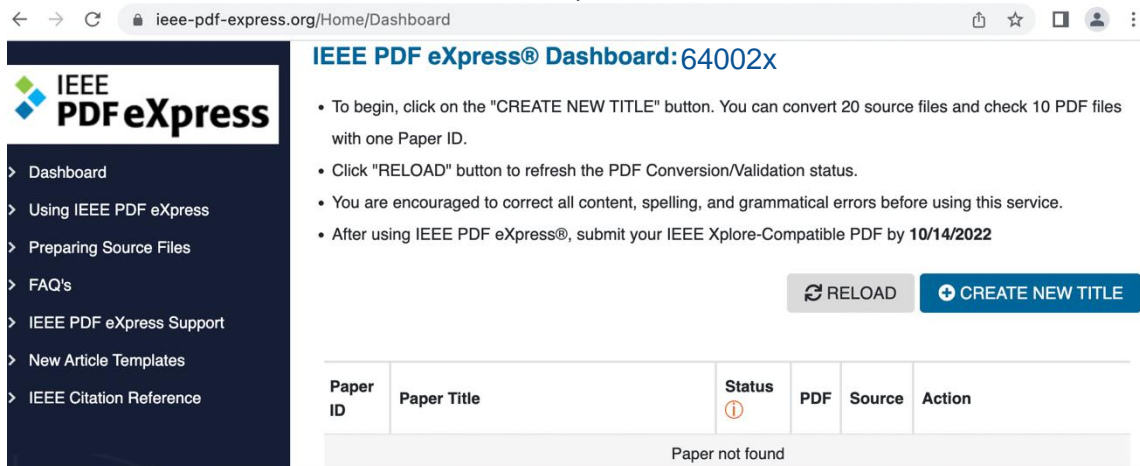 ieee-pdf-express.org/Home/Dashboard
IEEE PDF eXpress® Dashboard: 64002x
IEEE
PDF eXpress
• To begin, click on the "CREATE NEW TITLE" button. You can convert 20 source files and check 10 PDF files
with one Paper ID.
• Click "RELOAD" button to refresh the PDF Conversion/Validation status.
• You are encouraged to correct all content, spelling, and grammatical errors before using this service.
• After using IEEE PDF eXpress®, submit your IEEE Xplore-Compatible PDF by 10/14/2022
> Dashboard
> Using IEEE PDF eXpress
> Preparing Source Files
> FAQ's
> IEEE PDF eXpress Support
> New Article Templates
> IEEE Citation Reference
RELOAD
CREATE NEW TITLE
Paper ID
Paper Title
Status
PDF
Source
Action
Paper not found